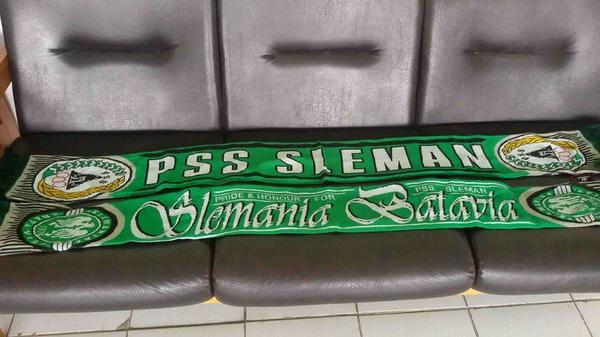 PSS SLEMAN
PRIDE & HONOUR FOR PSS SLEMAN
Slemania Batavia